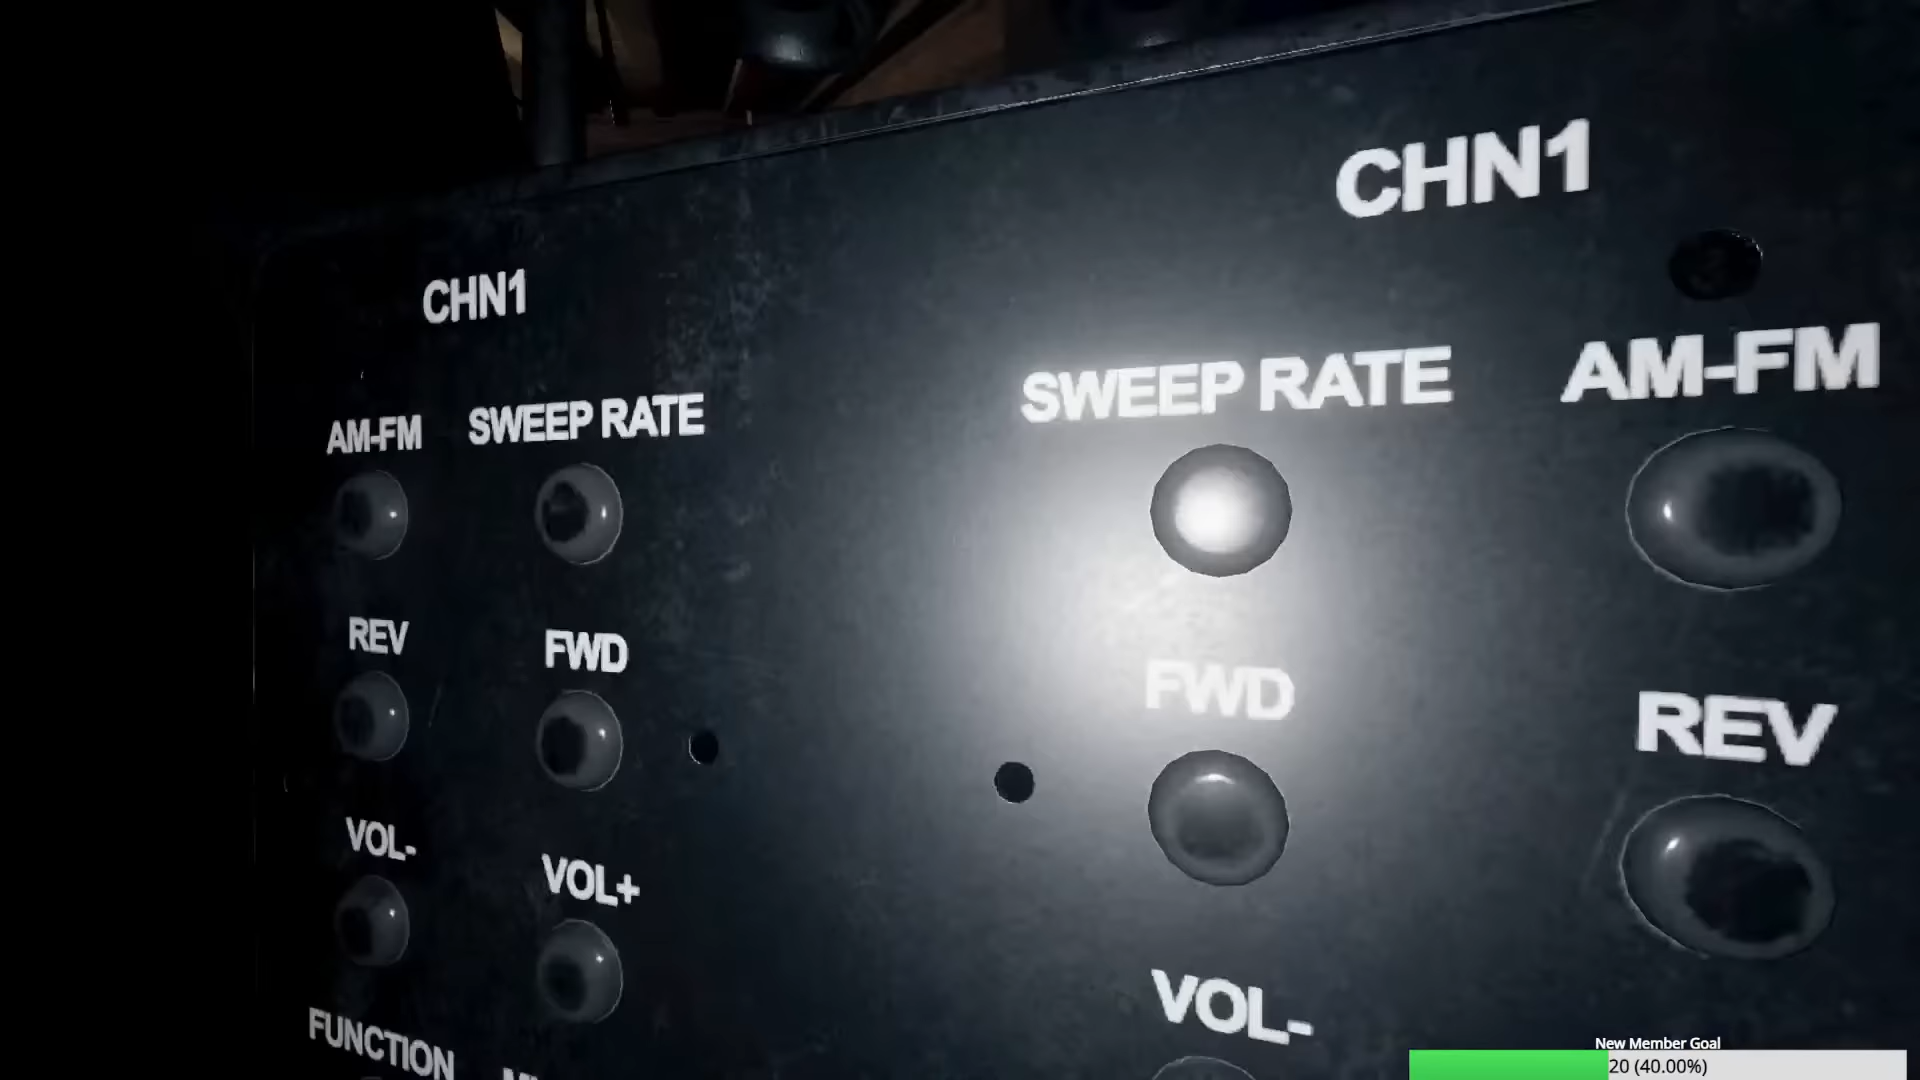 CHN1
CHN1
AM-FM SWEEP RATE
SWEEP RATE AM-FM
REV FWD
FWD REV
VOL- VOL+
VOL-
FUNCTION
New Member Goal
20 (40.00%)